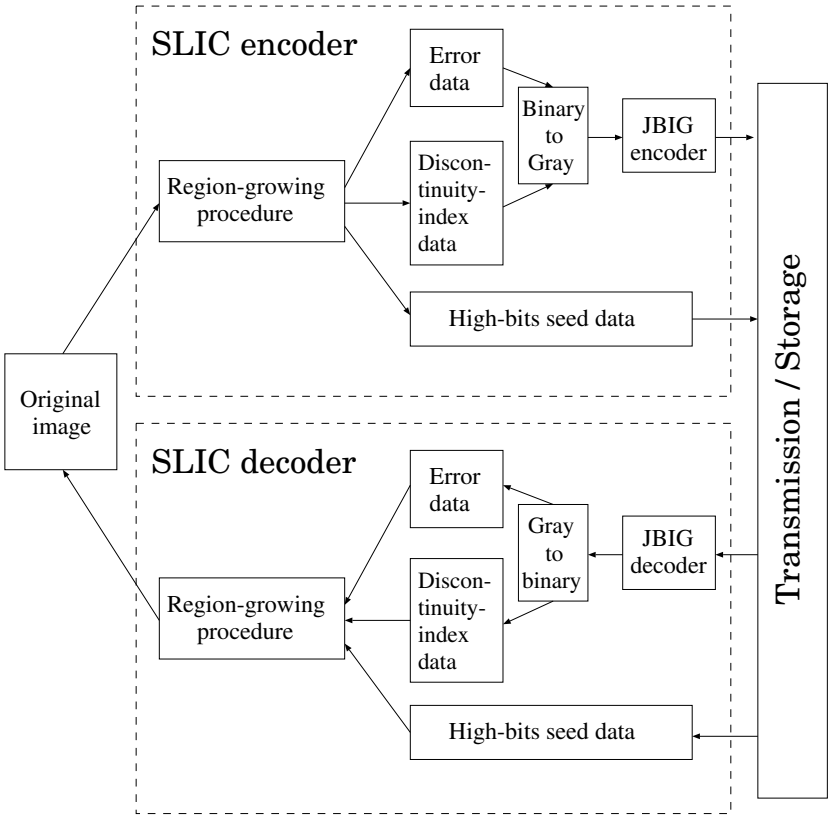 SLIC encoder
Error
data
Binary
to
Gray
JBIG
encoder
Region-growing
procedure
Discon-
tinuity-
index
data
High-bits seed data
Original
image
Transmission / Storage
SLIC decoder
Error
data
Gray
to
binary
JBIG
decoder
Region-growing
procedure
Discon-
tinuity-
index
data
High-bits seed data